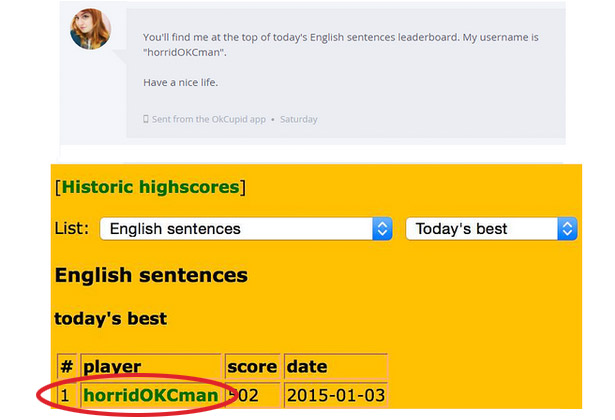 You'll find me at the top of today's English sentences leaderboard. My username is
"horridOKCman".
Have a nice life.
Sent from the OkCupid app • Saturday
[Historic highscores]
List: English sentences Today's best
English sentences
today's best
# player score date
1 horridOKCman 502 2015-01-03